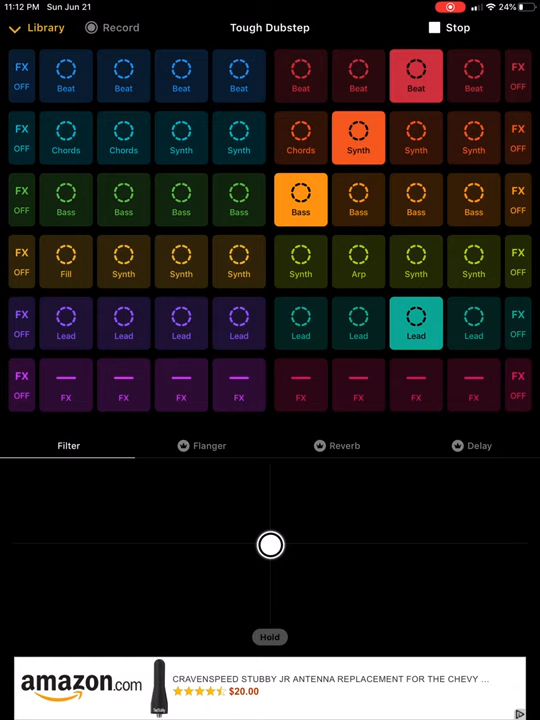 11:12 PM Sun Jun 21 24%
Library Record Tough Dubstep Stop
FX Beat Beat Beat Beat Beat Beat Beat Beat FX
OFF OFF
FX Chords Chords Synth Synth Chords Synth Synth Synth FX
OFF OFF
FX Bass Bass Bass Bass Bass Bass Bass Bass FX
OFF OFF
FX Fill Synth Synth Synth Synth Arp Synth Synth FX
OFF OFF
FX Lead Lead Lead Lead Lead Lead Lead Lead FX
OFF OFF
FX FX FX FX FX FX FX FX FX FX
OFF OFF
Filter Flanger Reverb Delay
Hold
amazon.com CRAVENSPEED STUBBY JR ANTENNA REPLACEMENT FOR THE CHEVY ...
$20.00